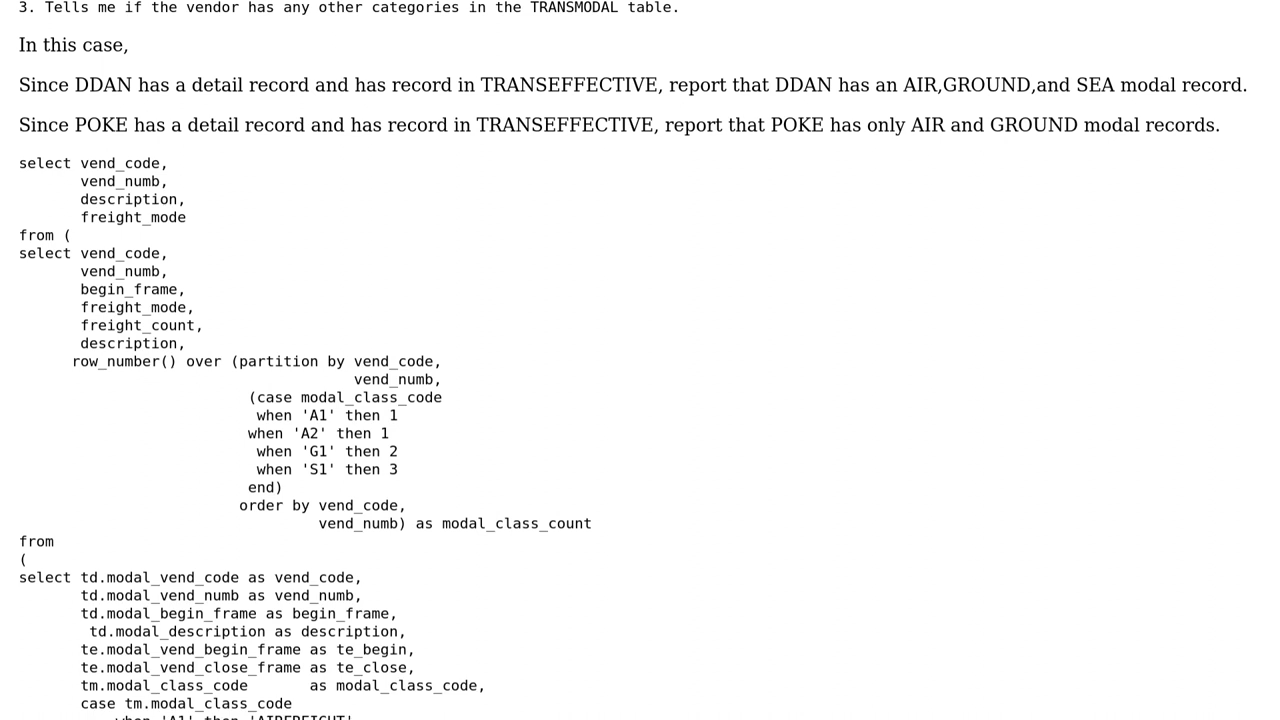 3. Tells me if the vendor has any other categories in the TRANSMODAL table.
In this case,
Since DDAN has a detail record and has record in TRANSEFFECTIVE, report that DDAN has an AIR,GROUND,and SEA modal record.
Since POKE has a detail record and has record in TRANSEFFECTIVE, report that POKE has only AIR and GROUND modal records.
select vend_code,
vend_numb,
description,
freight_mode
from (
select vend_code,
vend_numb,
begin_frame,
freight_mode,
freight_count,
description,
row_number() over (partition by vend_code,
vend_numb,
(case modal_class_code
when 'A1' then 1
when 'A2' then 1
when 'G1' then 2
when 'S1' then 3
end)
order by vend_code,
vend_numb) as modal_class_count
from
(
select td.modal_vend_code as vend_code,
td.modal_vend_numb as vend_numb,
td.modal_begin_frame as begin_frame,
td.modal_description as description,
te.modal_vend_begin_frame as te_begin,
te.modal_vend_close_frame as te_close,
tm.modal_class_code as modal_class_code,
case tm.modal_class_code
when 'A1' then 'AIRFREIGHT'